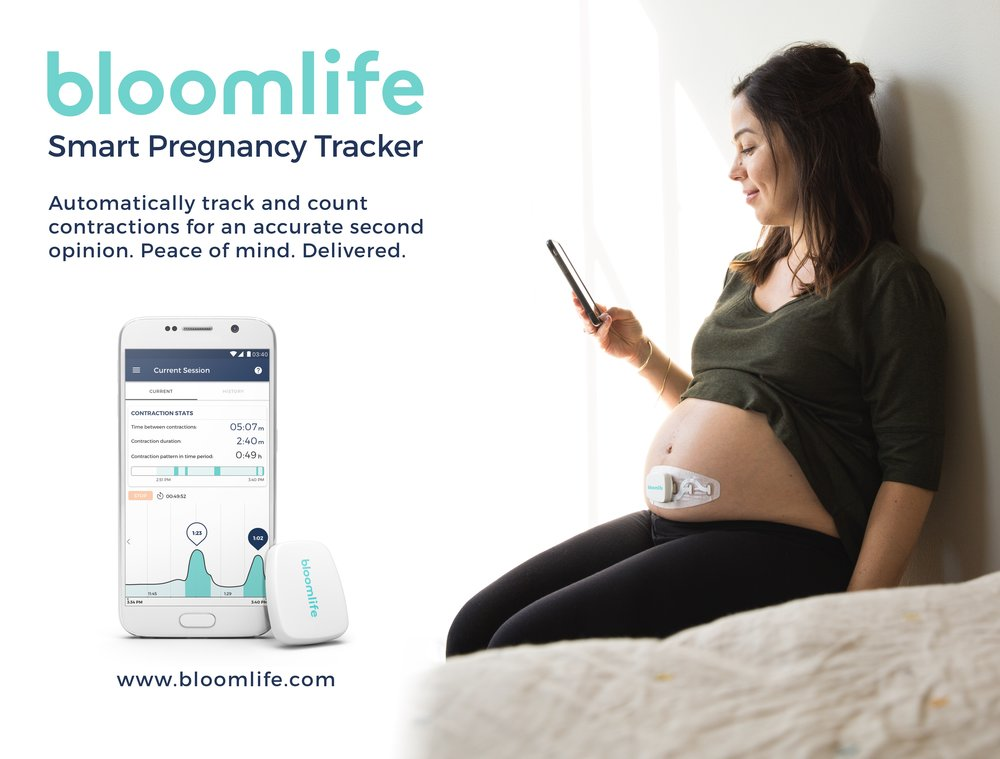 bloomlife
Smart Pregnancy Tracker
Automatically track and count
contractions for an accurate second
opinion. Peace of mind. Delivered.
03:40
Current Session
?
CURRENT
HISTORY
CONTRACTION STATS
Time between contractions: 05:07 m
Contraction duration: 2:40 m
Contraction pattern in time period: 0:49 h
2:51 PM
3:40 PM
STOP
00:49:52
1:23
1:02
11:45
1:29
3:34 PM
3:40 PM
bloomlife
bloomlife
www.bloomlife.com